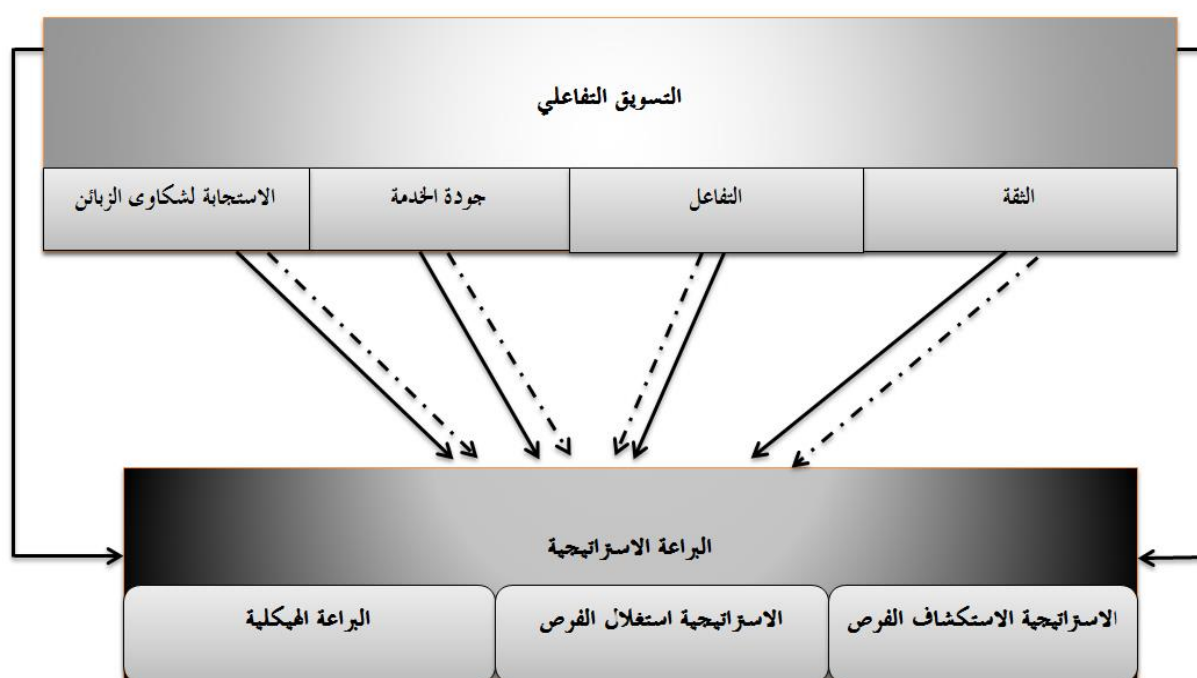 التسويق التفاعلي
الثقة
التفاعل
جودة الخدمة
الاستجابة لشكاوى الزبائن
البراعة الاستراتيجية
الاستراتيجية الاستكشاف الفرص
الاستراتيجية استغلال الفرص
البراعة الهيكلية